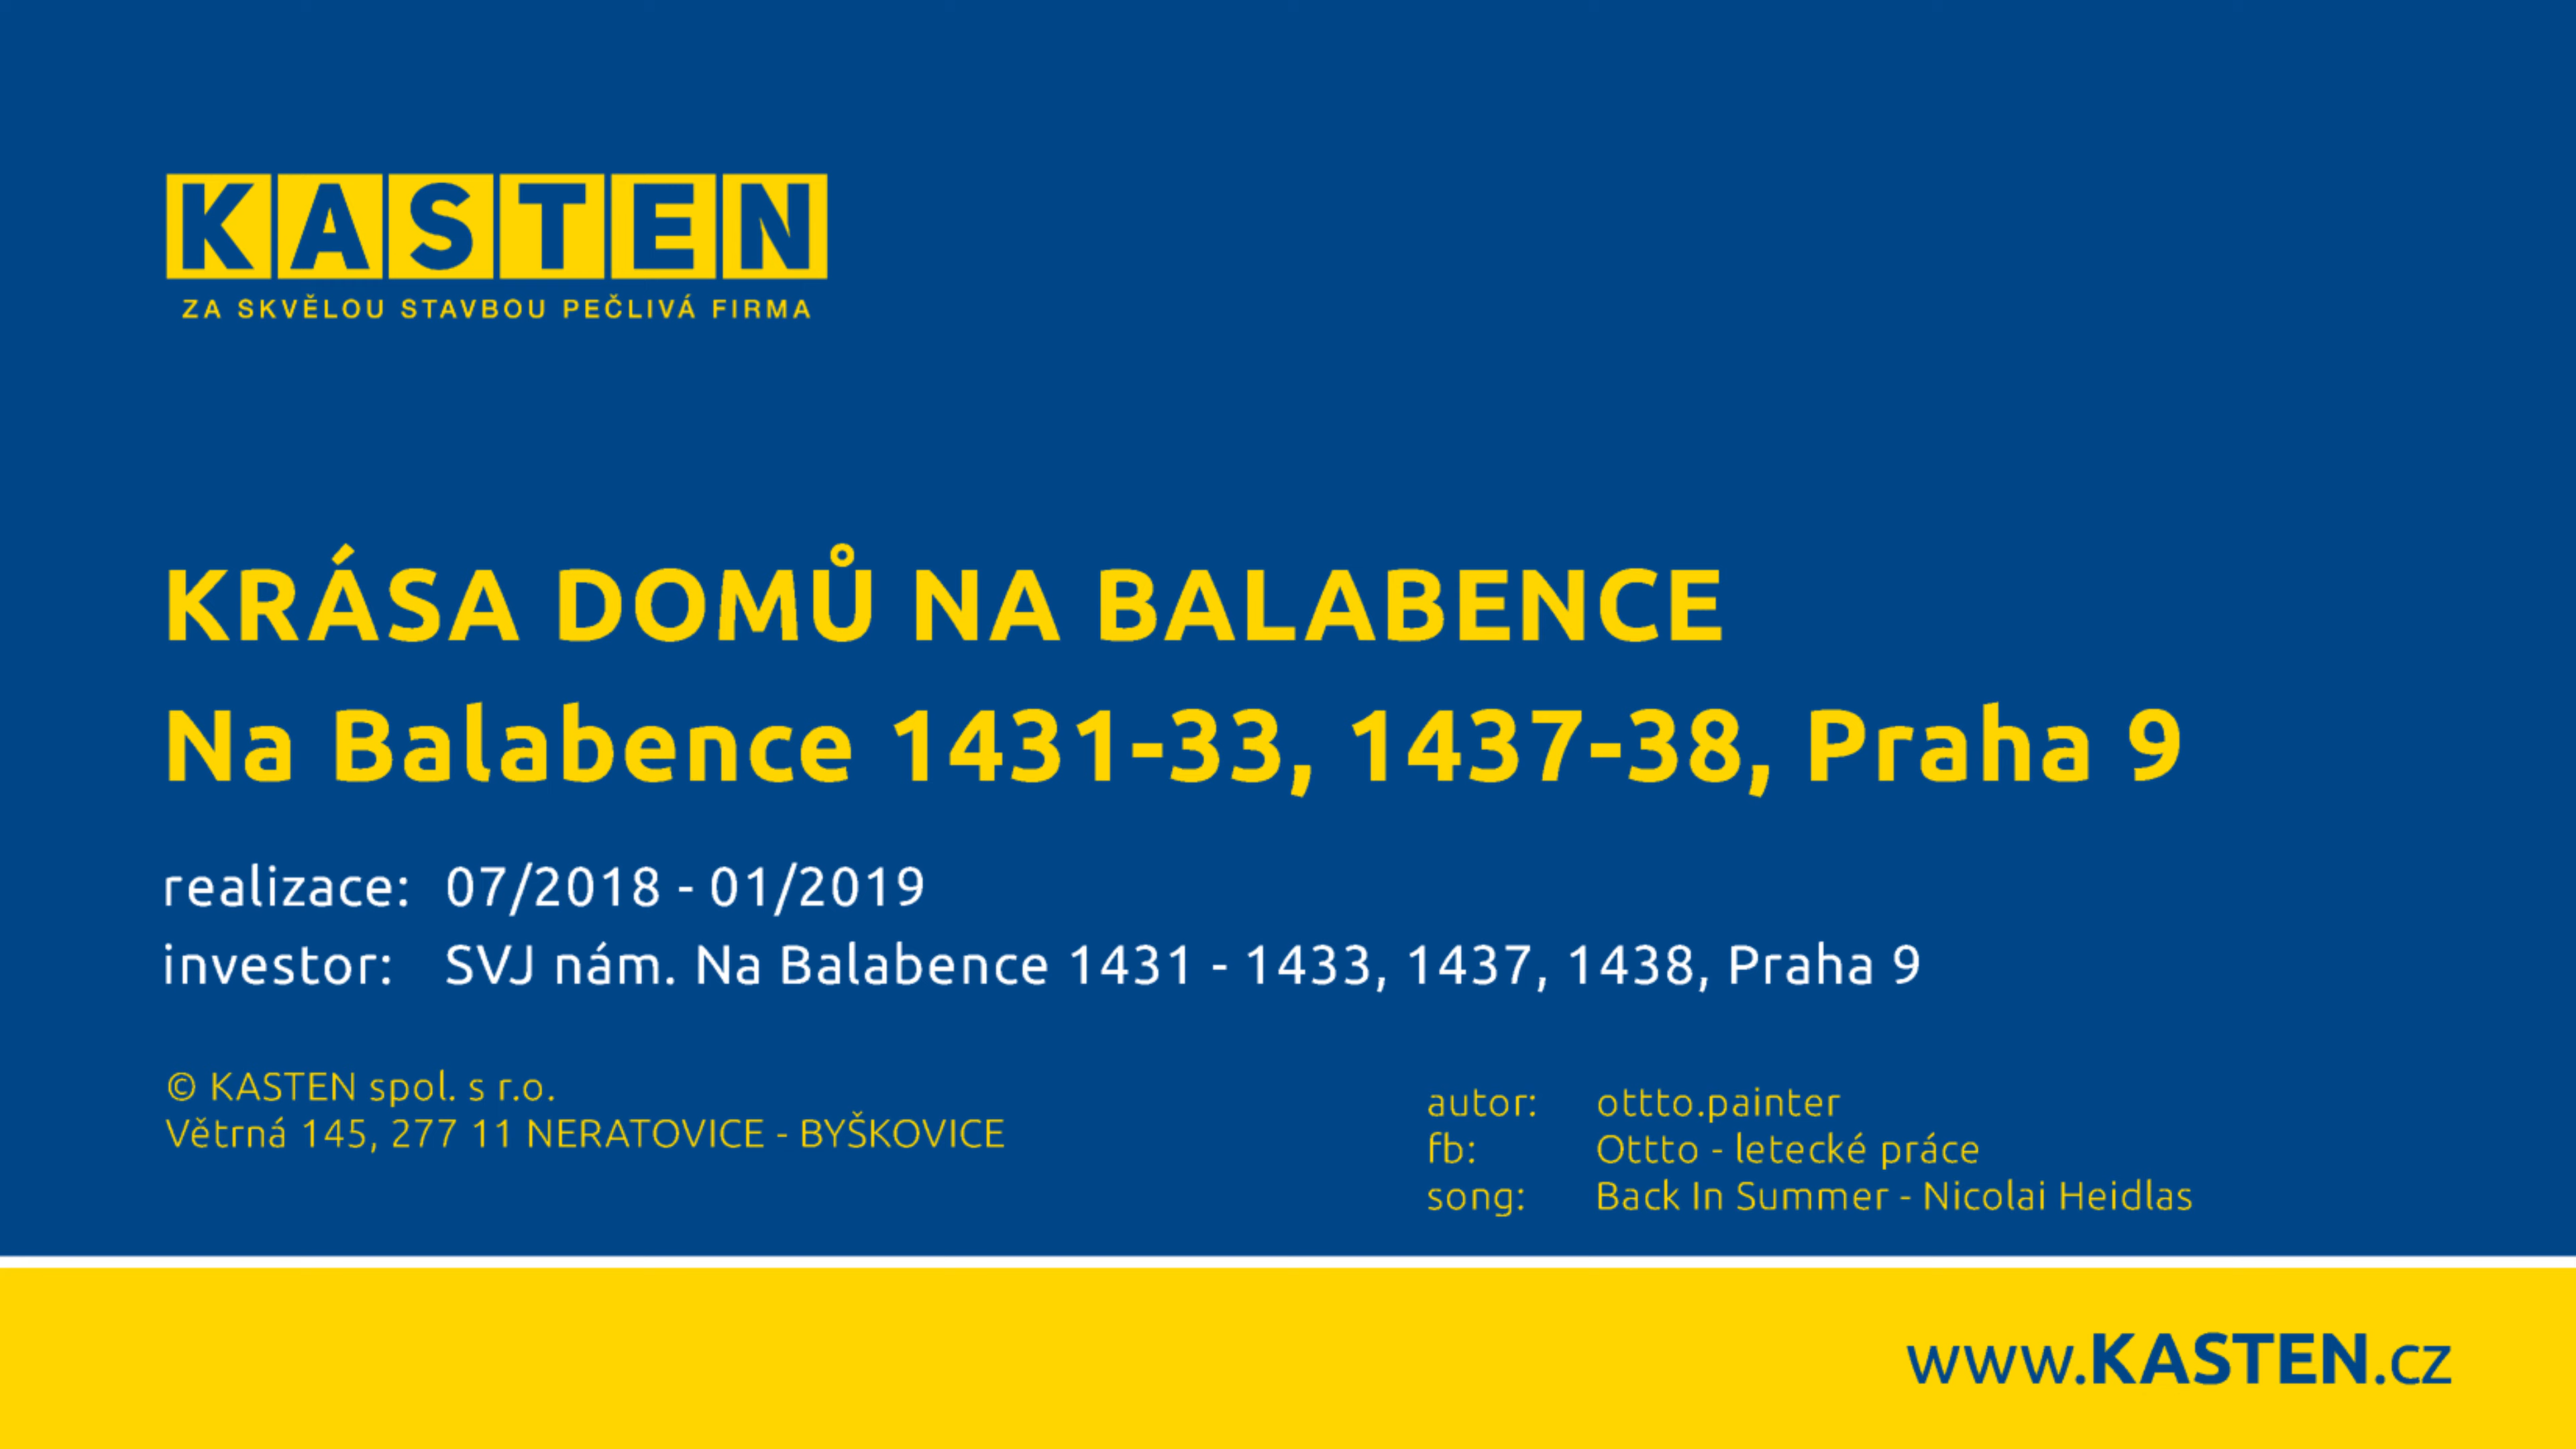 KASTEN
ZA SKVĚLOU STAVBOU PEČLIVÁ FIRMA
KRÁSA DOMŮ NA BALABENCE
Na Balabence 1431-33, 1437-38, Praha 9
realizace: 07/2018 - 01/2019
investor: SVJ nám. Na Balabence 1431 - 1433, 1437, 1438, Praha 9
© KASTEN spol. s r.o.
Větrná 145, 277 11 NERATOVICE - BYŠKOVICE
autor: ottto.painter
fb: Ottto - letecké práce
song: Back In Summer - Nicolai Heidlas
www.KASTEN.cz